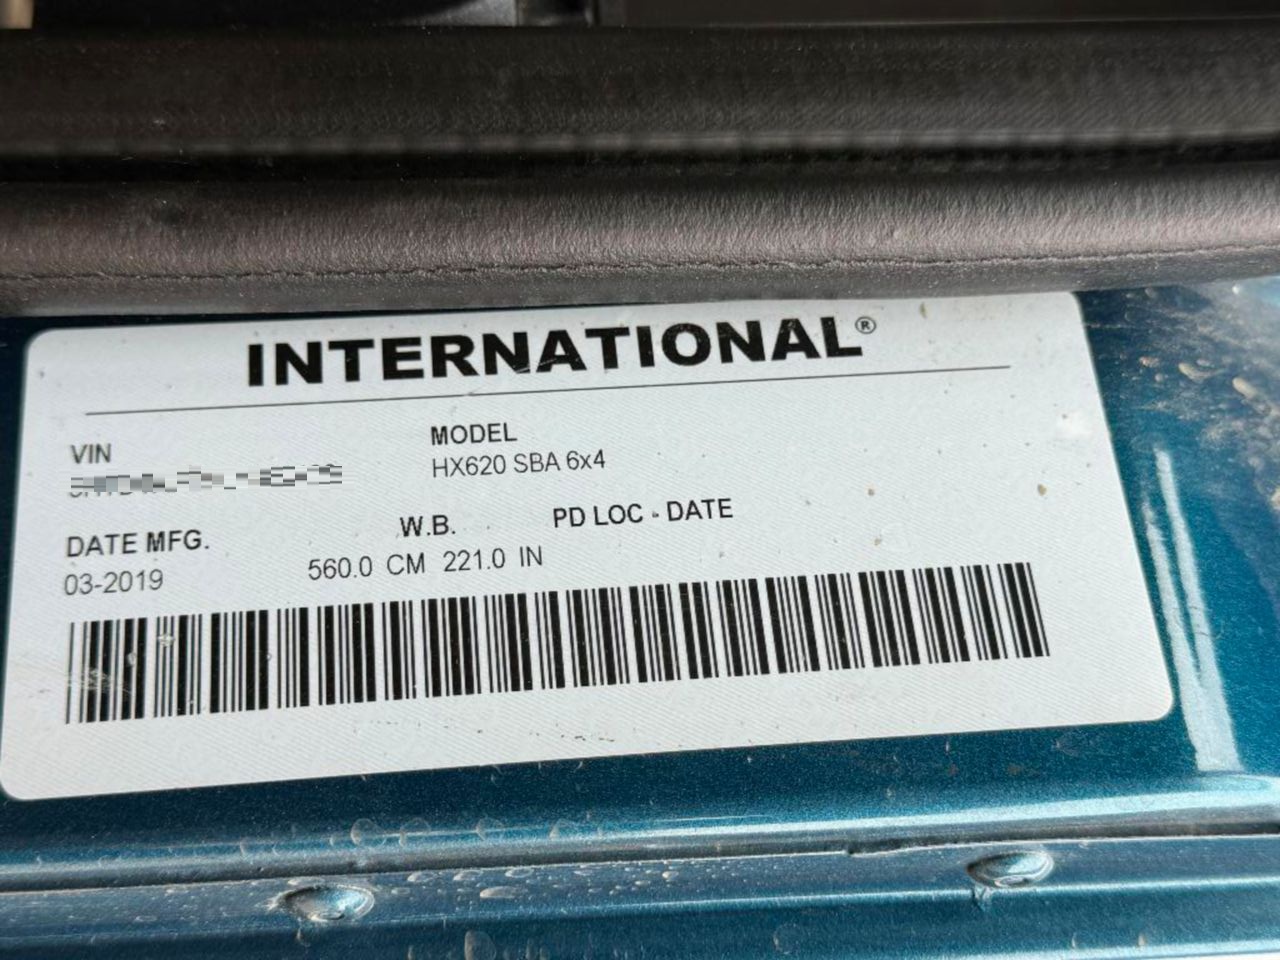 INTERNATIONAL®
VIN
MODEL
HX620 SBA 6x4
DATE MFG.
W.B.
PD LOC - DATE
03-2019
560.0 CM 221.0 IN